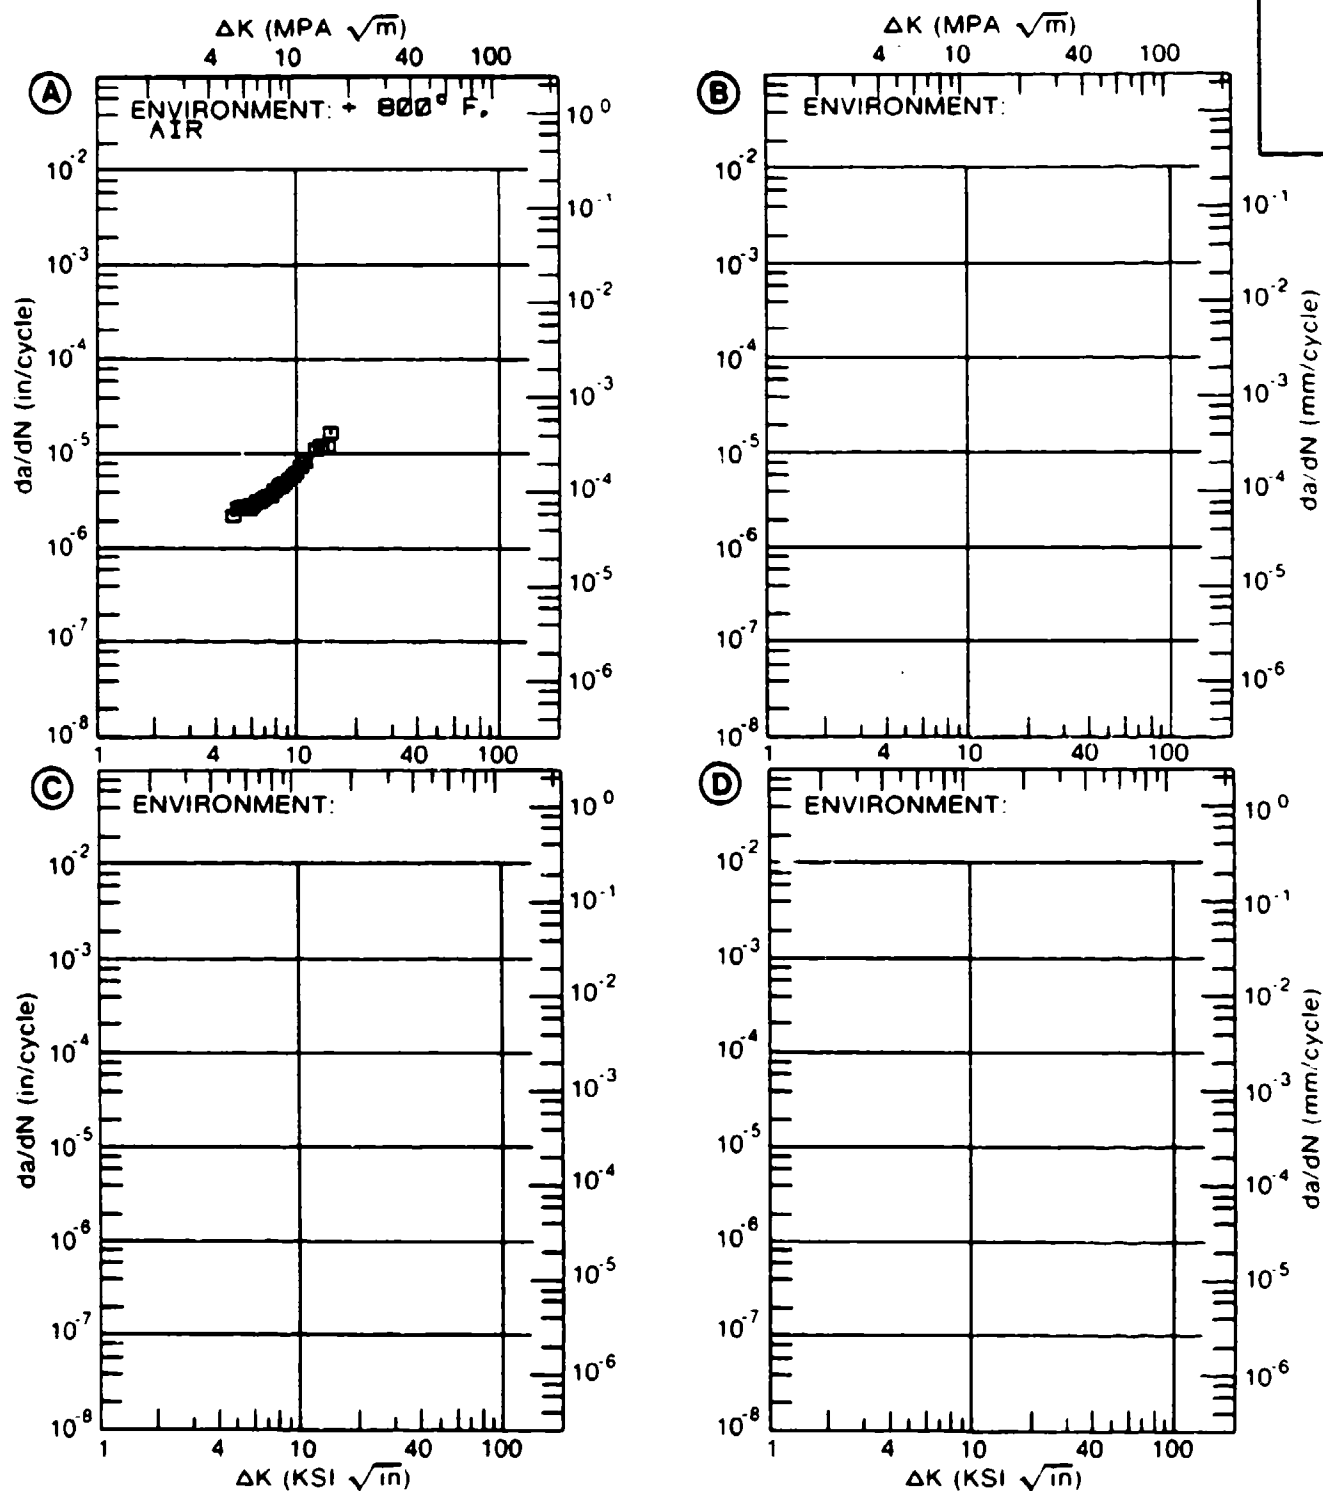 ΔK (MPA √m)
4 10 40 100
ΔK (MPA √m)
4 10 40 100
A
ENVIRONMENT: + 800° F.
AIR
10⁰
10⁻¹
10⁻²
10⁻³
10⁻⁴
10⁻⁵
10⁻⁶
10⁻²
10⁻³
10⁻⁴
10⁻⁵
10⁻⁶
10⁻⁷
10⁻⁸
da/dN (in/cycle)
1 4 10 40 100
B
ENVIRONMENT:
10⁻²
10⁻³
10⁻⁴
10⁻⁵
10⁻⁶
10⁻⁷
10⁻⁸
10⁻¹
10⁻²
10⁻³
10⁻⁴
10⁻⁵
10⁻⁶
da/dN (mm/cycle)
1 4 10 40 100
C
ENVIRONMENT:
10⁻²
10⁻³
10⁻⁴
10⁻⁵
10⁻⁶
10⁻⁷
10⁻⁸
da/dN (in/cycle)
10⁰
10⁻¹
10⁻²
10⁻³
10⁻⁴
10⁻⁵
10⁻⁶
1 4 10 40 100
ΔK (KSI √in)
D
ENVIRONMENT:
10⁻²
10⁻³
10⁻⁴
10⁻⁵
10⁻⁶
10⁻⁷
10⁻⁸
10⁰
10⁻¹
10⁻²
10⁻³
10⁻⁴
10⁻⁵
10⁻⁶
da/dN (mm/cycle)
1 4 10 40 100
ΔK (KSI √in)